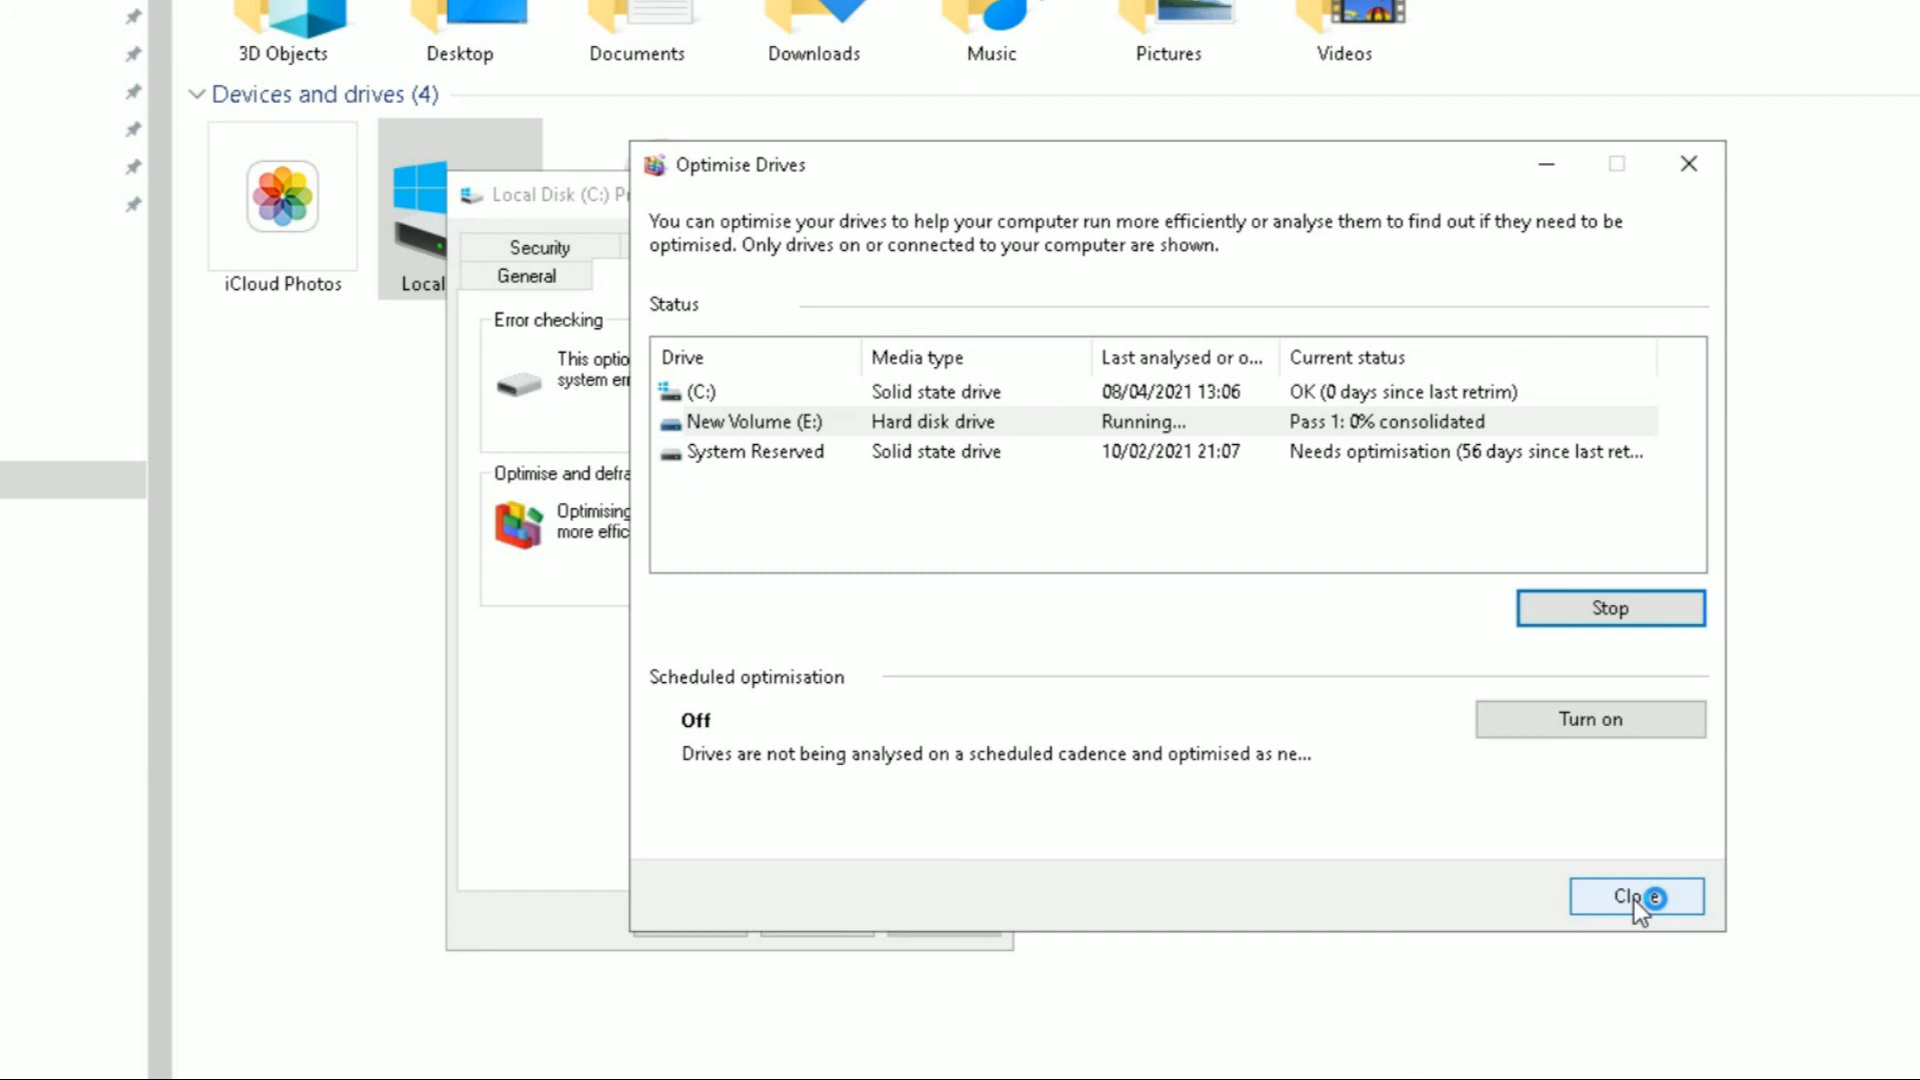 3D Objects
Desktop
Documents
Downloads
Music
Pictures
Videos
Devices and drives (4)
iCloud Photos
Local
Local Disk (C:)
Security
General
Error checking
This optio
system err
Optimise and defra
Optimising
more effic
Optimise Drives
You can optimise your drives to help your computer run more efficiently or analyse them to find out if they need to be
optimised. Only drives on or connected to your computer are shown.
Status
Drive Media type Last analysed or o... Current status
(C:) Solid state drive 08/04/2021 13:06 OK (0 days since last retrim)
New Volume (E:) Hard disk drive Running... Pass 1: 0% consolidated
System Reserved Solid state drive 10/02/2021 21:07 Needs optimisation (56 days since last ret...
Stop
Scheduled optimisation
Off
Turn on
Drives are not being analysed on a scheduled cadence and optimised as ne...
Close